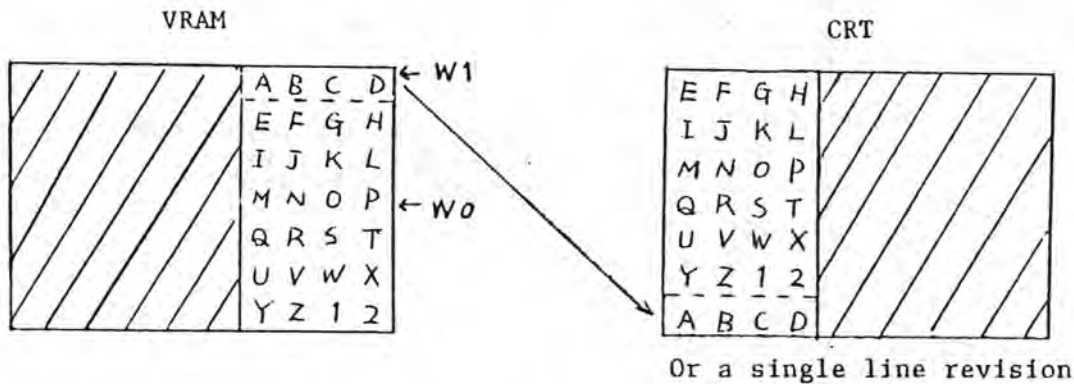 VRAM
CRT
A B C D ← W1
E F G H
I J K L
M N O P ← W0
Q R S T
U V W X
Y Z 1 2
E F G H
I J K L
M N O P
Q R S T
U V W X
Y Z 1 2
A B C D
Or a single line revision